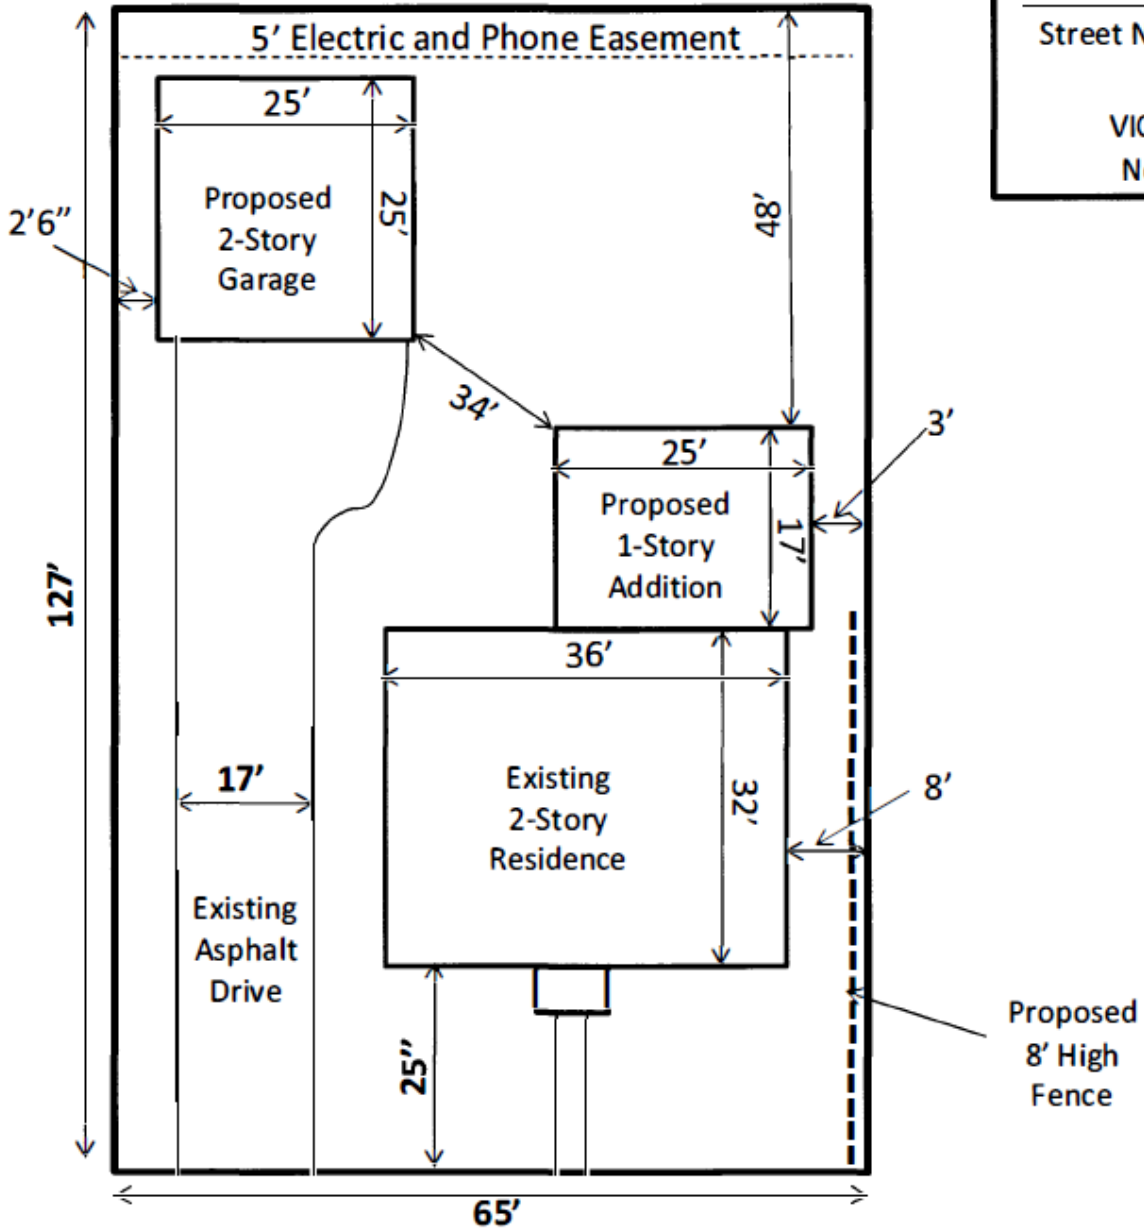 5’ Electric and Phone Easement
Street N
VIC
N
25’
25’
Proposed
2-Story
Garage
2’6”
48’
34’
3’
25’
17’
Proposed
1-Story
Addition
127’
36’
32’
Existing
2-Story
Residence
17’
8’
Existing
Asphalt
Drive
25”
Proposed
8’ High
Fence
65’